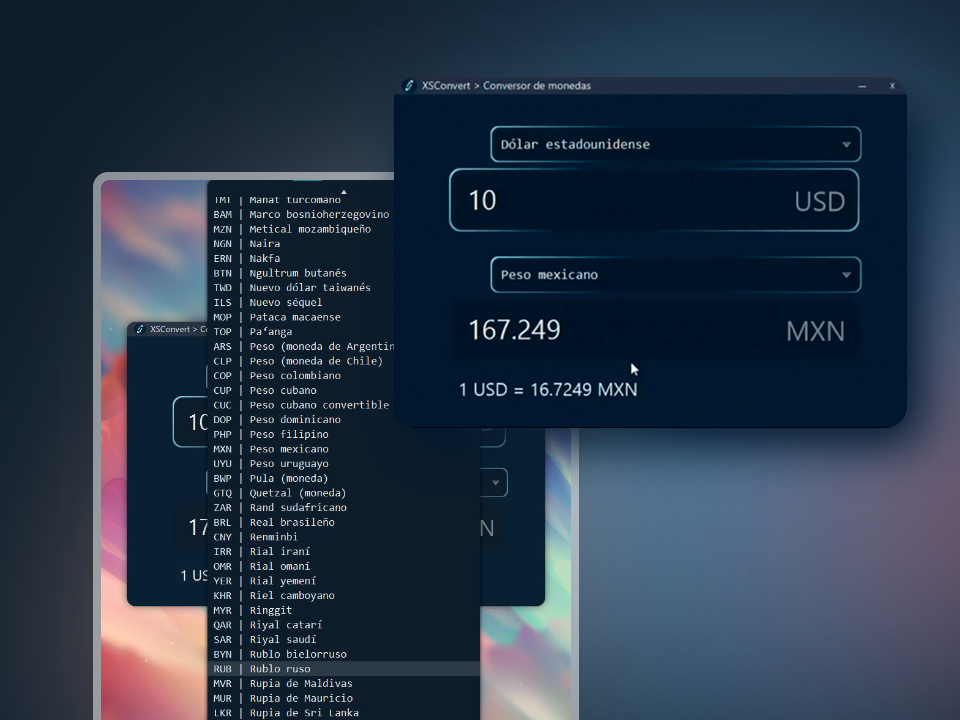 XSConvert > Conversor de monedas
Dólar estadounidense
10 USD
Peso mexicano
167.249 MXN
1 USD = 16.7249 MXN
TMT | Manat turcomano
BAM | Marco bosnioherzegovino
MZN | Metical mozambiqueño
NGN | Naira
ERN | Nakfa
BTN | Ngultrum butanés
TWD | Nuevo dólar taiwanés
ILS | Nuevo séquel
MOP | Pataca macaense
TOP | Paʻanga
ARS | Peso (moneda de Argentin
CLP | Peso (moneda de Chile)
COP | Peso colombiano
CUP | Peso cubano
CUC | Peso cubano convertible
DOP | Peso dominicano
PHP | Peso filipino
MXN | Peso mexicano
UYU | Peso uruguayo
BWP | Pula (moneda)
GTQ | Quetzal (moneda)
ZAR | Rand sudafricano
BRL | Real brasileño
CNY | Renminbi
IRR | Rial iraní
OMR | Rial omaní
YER | Rial yemení
KHR | Riel camboyano
MYR | Ringgit
QAR | Riyal catarí
SAR | Riyal saudí
BYN | Rublo bielorruso
RUB | Rublo ruso
MVR | Rupia de Maldivas
MUR | Rupia de Mauricio
LKR | Rupia de Sri Lanka
XSConvert > Co
10
17 N
1 US